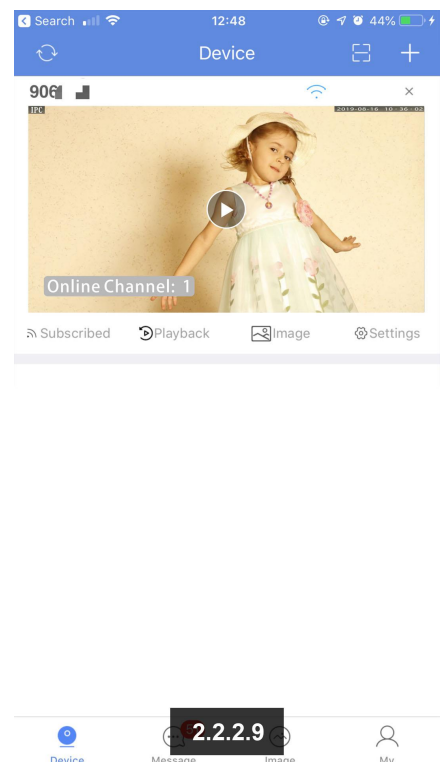 Search 12:48 44%
Device
906
IPC 2019-06-16 10:36:02
Online Channel: 1
Subscribed Playback Image Settings
2.2.2.9
Device Message Image My